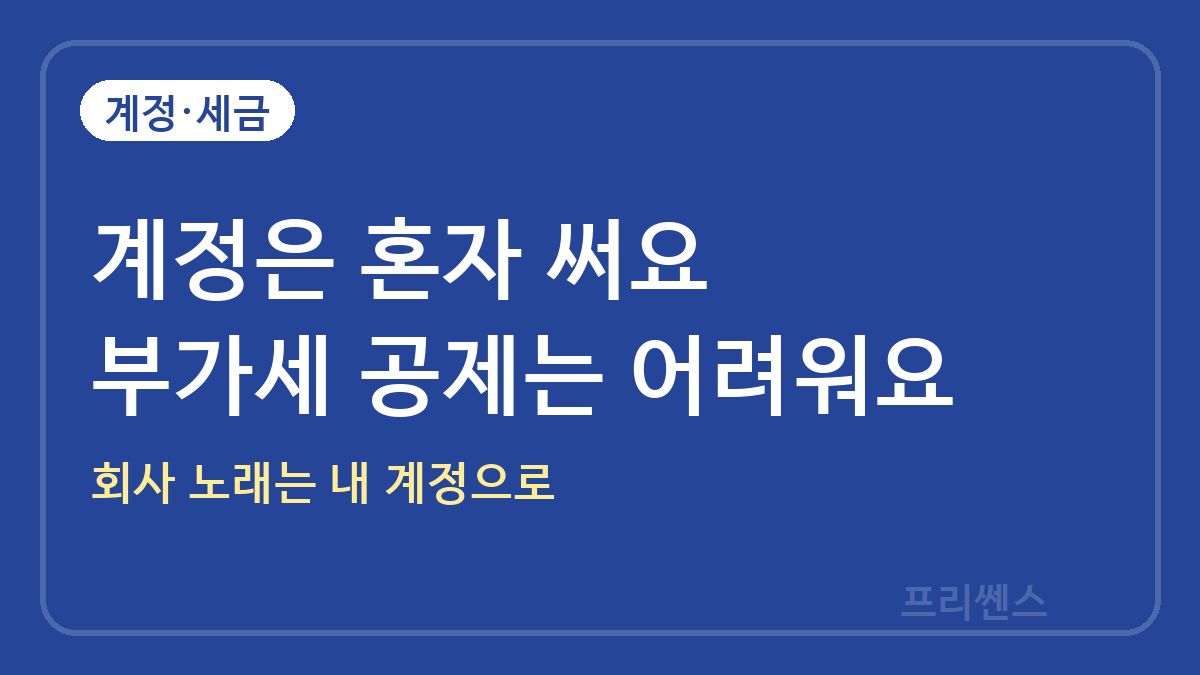 계정·세금
계정은 혼자 써요
부가세 공제는 어려워요
회사 노래는 내 계정으로
프리쎈스